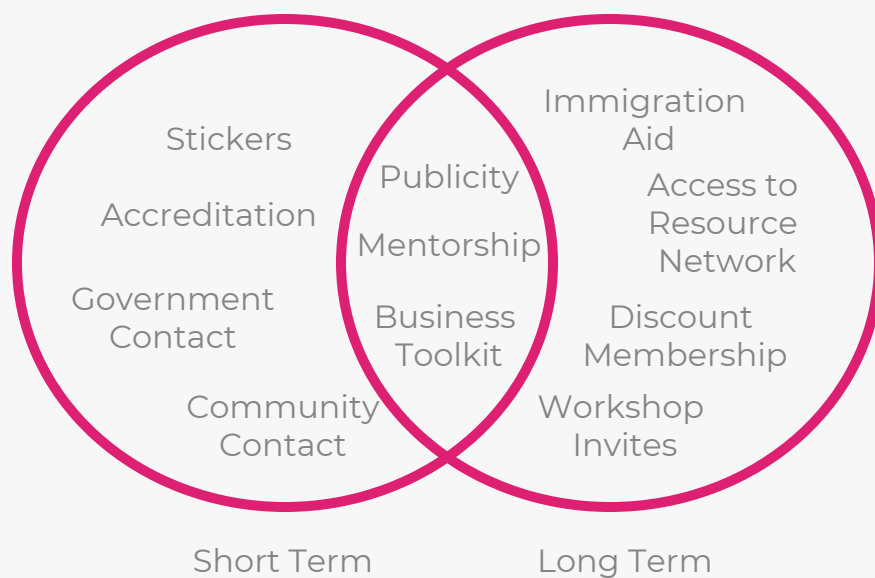 Stickers
Accreditation
Government
Contact
Community
Contact
Publicity
Mentorship
Business
Toolkit
Immigration
Aid
Access to
Resource
Network
Discount
Membership
Workshop
Invites
Short Term
Long Term